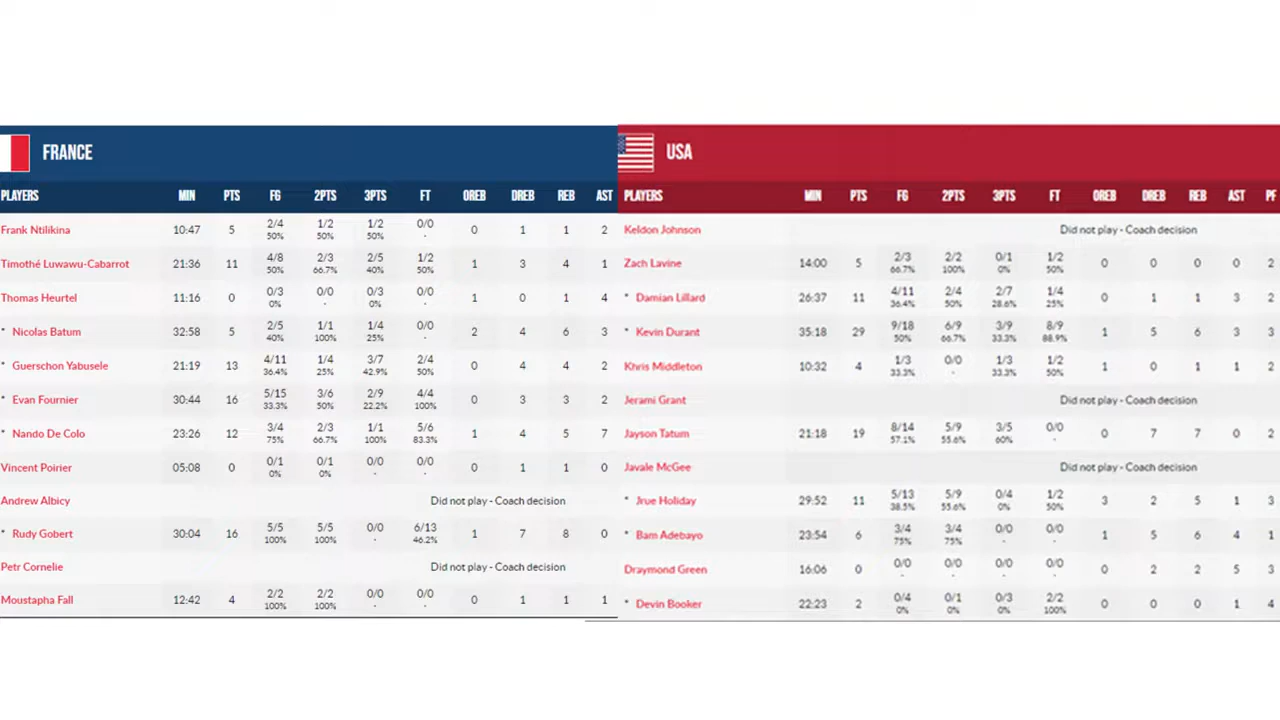 FRANCE
PLAYERS MIN PTS FG 2PTS 3PTS FT OREB DREB REB AST
Frank Ntilikina 10:47 5 2/4 50% 1/2 50% 1/2 50% 0/0 - 0 1 1 2
Timothé Luwawu-Cabarrot 21:36 11 4/8 50% 2/3 66.7% 2/5 40% 1/2 50% 1 3 4 1
Thomas Heurtel 11:16 0 0/3 0% 0/0 - 0/3 0% 0/0 - 1 0 1 4
* Nicolas Batum 32:58 5 2/5 40% 1/1 100% 1/4 25% 0/0 - 2 4 6 3
* Guerschon Yabusele 21:19 13 4/11 36.4% 1/4 25% 3/7 42.9% 2/4 50% 0 4 4 2
* Evan Fournier 30:44 16 5/15 33.3% 3/6 50% 2/9 22.2% 4/4 100% 0 3 3 2
* Nando De Colo 23:26 12 3/4 75% 2/3 66.7% 1/1 100% 5/6 83.3% 1 4 5 7
Vincent Poirier 05:08 0 0/1 0% 0/1 0% 0/0 - 0/0 - 0 1 1 0
Andrew Albicy Did not play - Coach decision
* Rudy Gobert 30:04 16 5/5 100% 5/5 100% 0/0 - 6/13 46.2% 1 7 8 0
Petr Cornelie Did not play - Coach decision
Moustapha Fall 12:42 4 2/2 100% 2/2 100% 0/0 - 0/0 - 0 1 1 1
USA
PLAYERS MIN PTS FG 2PTS 3PTS FT OREB DREB REB AST PF
Keldon Johnson Did not play - Coach decision
Zach Lavine 14:00 5 2/3 66.7% 2/2 100% 0/1 0% 1/2 50% 0 0 0 0 2
* Damian Lillard 26:37 11 4/11 36.4% 2/4 50% 2/7 28.6% 1/4 25% 0 1 1 3 2
* Kevin Durant 35:18 29 9/18 50% 6/9 66.7% 3/9 33.3% 8/9 88.9% 1 5 6 3 3
Khris Middleton 10:32 4 1/3 33.3% 0/0 - 1/3 33.3% 1/2 50% 1 0 1 1 2
Jerami Grant Did not play - Coach decision
Jayson Tatum 21:18 19 8/14 57.1% 5/9 55.6% 3/5 60% 0/0 - 0 7 7 0 2
Javale McGee Did not play - Coach decision
* Jrue Holiday 29:52 11 5/13 38.5% 5/9 55.6% 0/4 0% 1/2 50% 3 2 5 1 3
* Bam Adebayo 23:54 6 3/4 75% 3/4 75% 0/0 - 0/0 - 1 5 6 4 1
Draymond Green 16:06 0 0/0 - 0/0 - 0/0 - 0/0 - 0 2 2 5 3
* Devin Booker 22:23 2 0/4 0% 0/1 0% 0/3 0% 2/2 100% 0 0 0 1 4